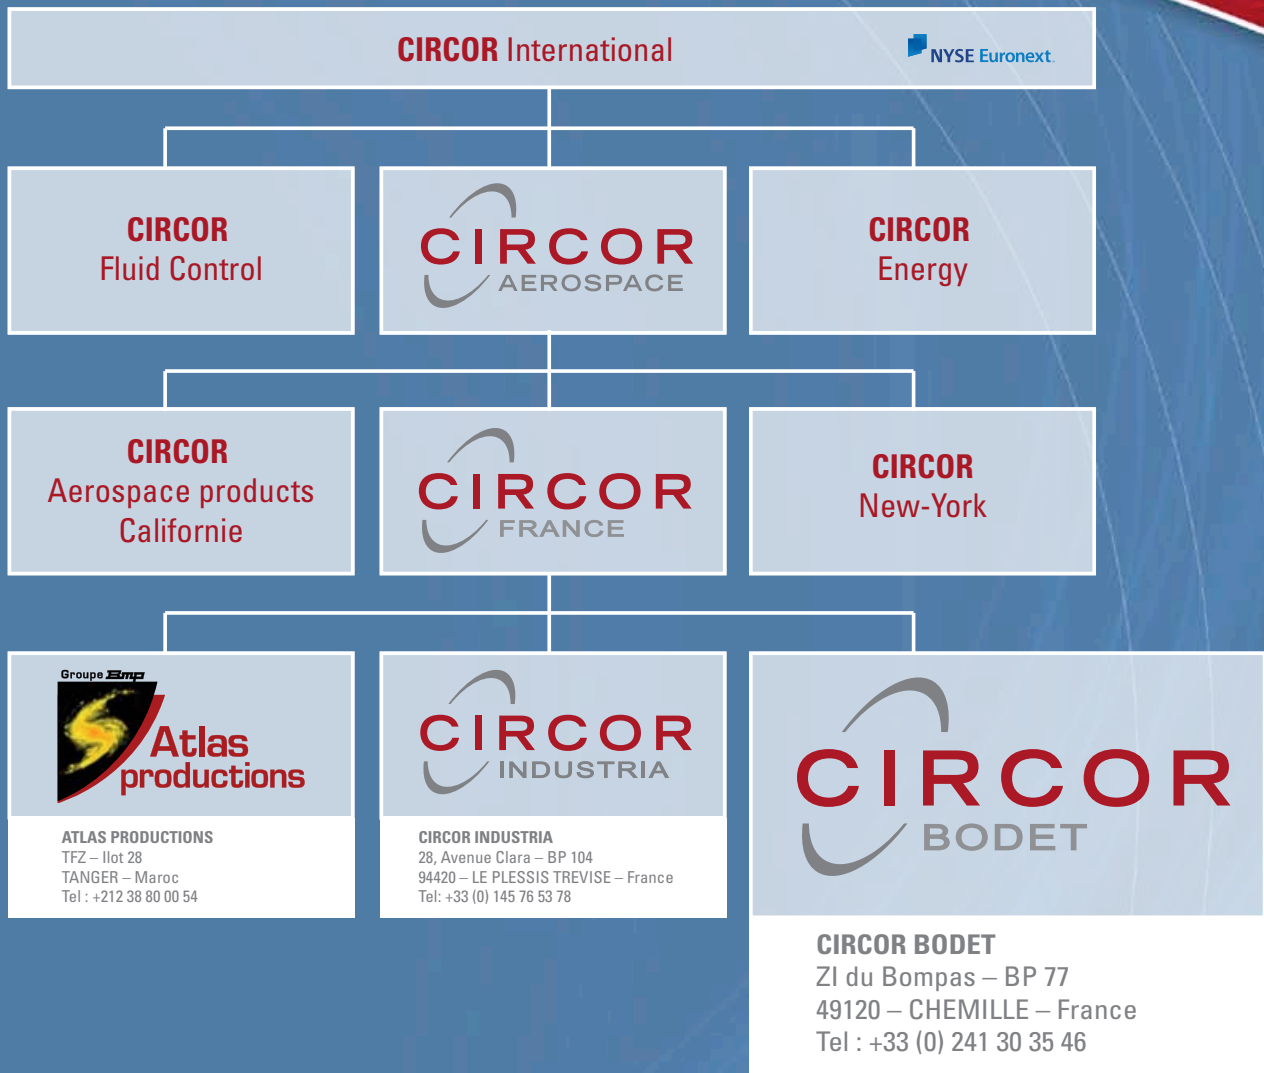 CIRCOR International
NYSE Euronext.
CIRCOR
Fluid Control
CIRCOR
AEROSPACE
CIRCOR
Energy
CIRCOR
Aerospace products
Californie
CIRCOR
FRANCE
CIRCOR
New-York
Groupe Bmp
Atlas
productions
ATLAS PRODUCTIONS
TFZ – Ilot 28
TANGER – Maroc
Tel : +212 38 80 00 54
CIRCOR
INDUSTRIA
CIRCOR INDUSTRIA
28, Avenue Clara – BP 104
94420 – LE PLESSIS TREVISE – France
Tel: +33 (0) 145 76 53 78
CIRCOR
BODET
CIRCOR BODET
ZI du Bompas – BP 77
49120 – CHEMILLE – France
Tel : +33 (0) 241 30 35 46